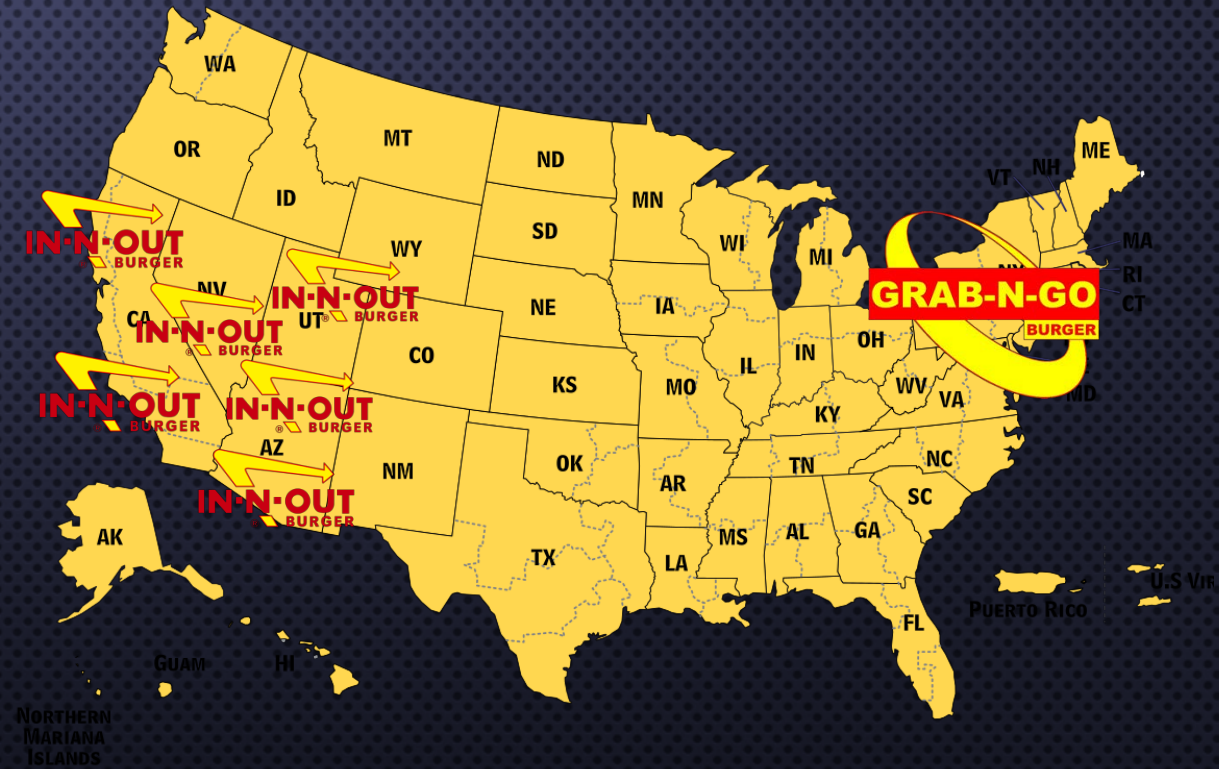 WA
OR
ID
MT
ND
MN
SD
WY
NE
WI
MI
IA
NH
VT
ME
MA
RI
CT
NY
GRAB-N-GO
BURGER
IN-N-OUT
BURGER
NV
IN-N-OUT
BURGER
UT
CA
IN-N-OUT
BURGER
CO
KS
MO
IL
IN
OH
WV
VA
MD
KY
IN-N-OUT
BURGER
IN-N-OUT
BURGER
AZ
NM
OK
AR
TN
NC
SC
IN-N-OUT
BURGER
TX
LA
MS
AL
GA
FL
AK
HI
GUAM
NORTHERN
MARIANA
ISLANDS
PUERTO RICO
U.S VIR